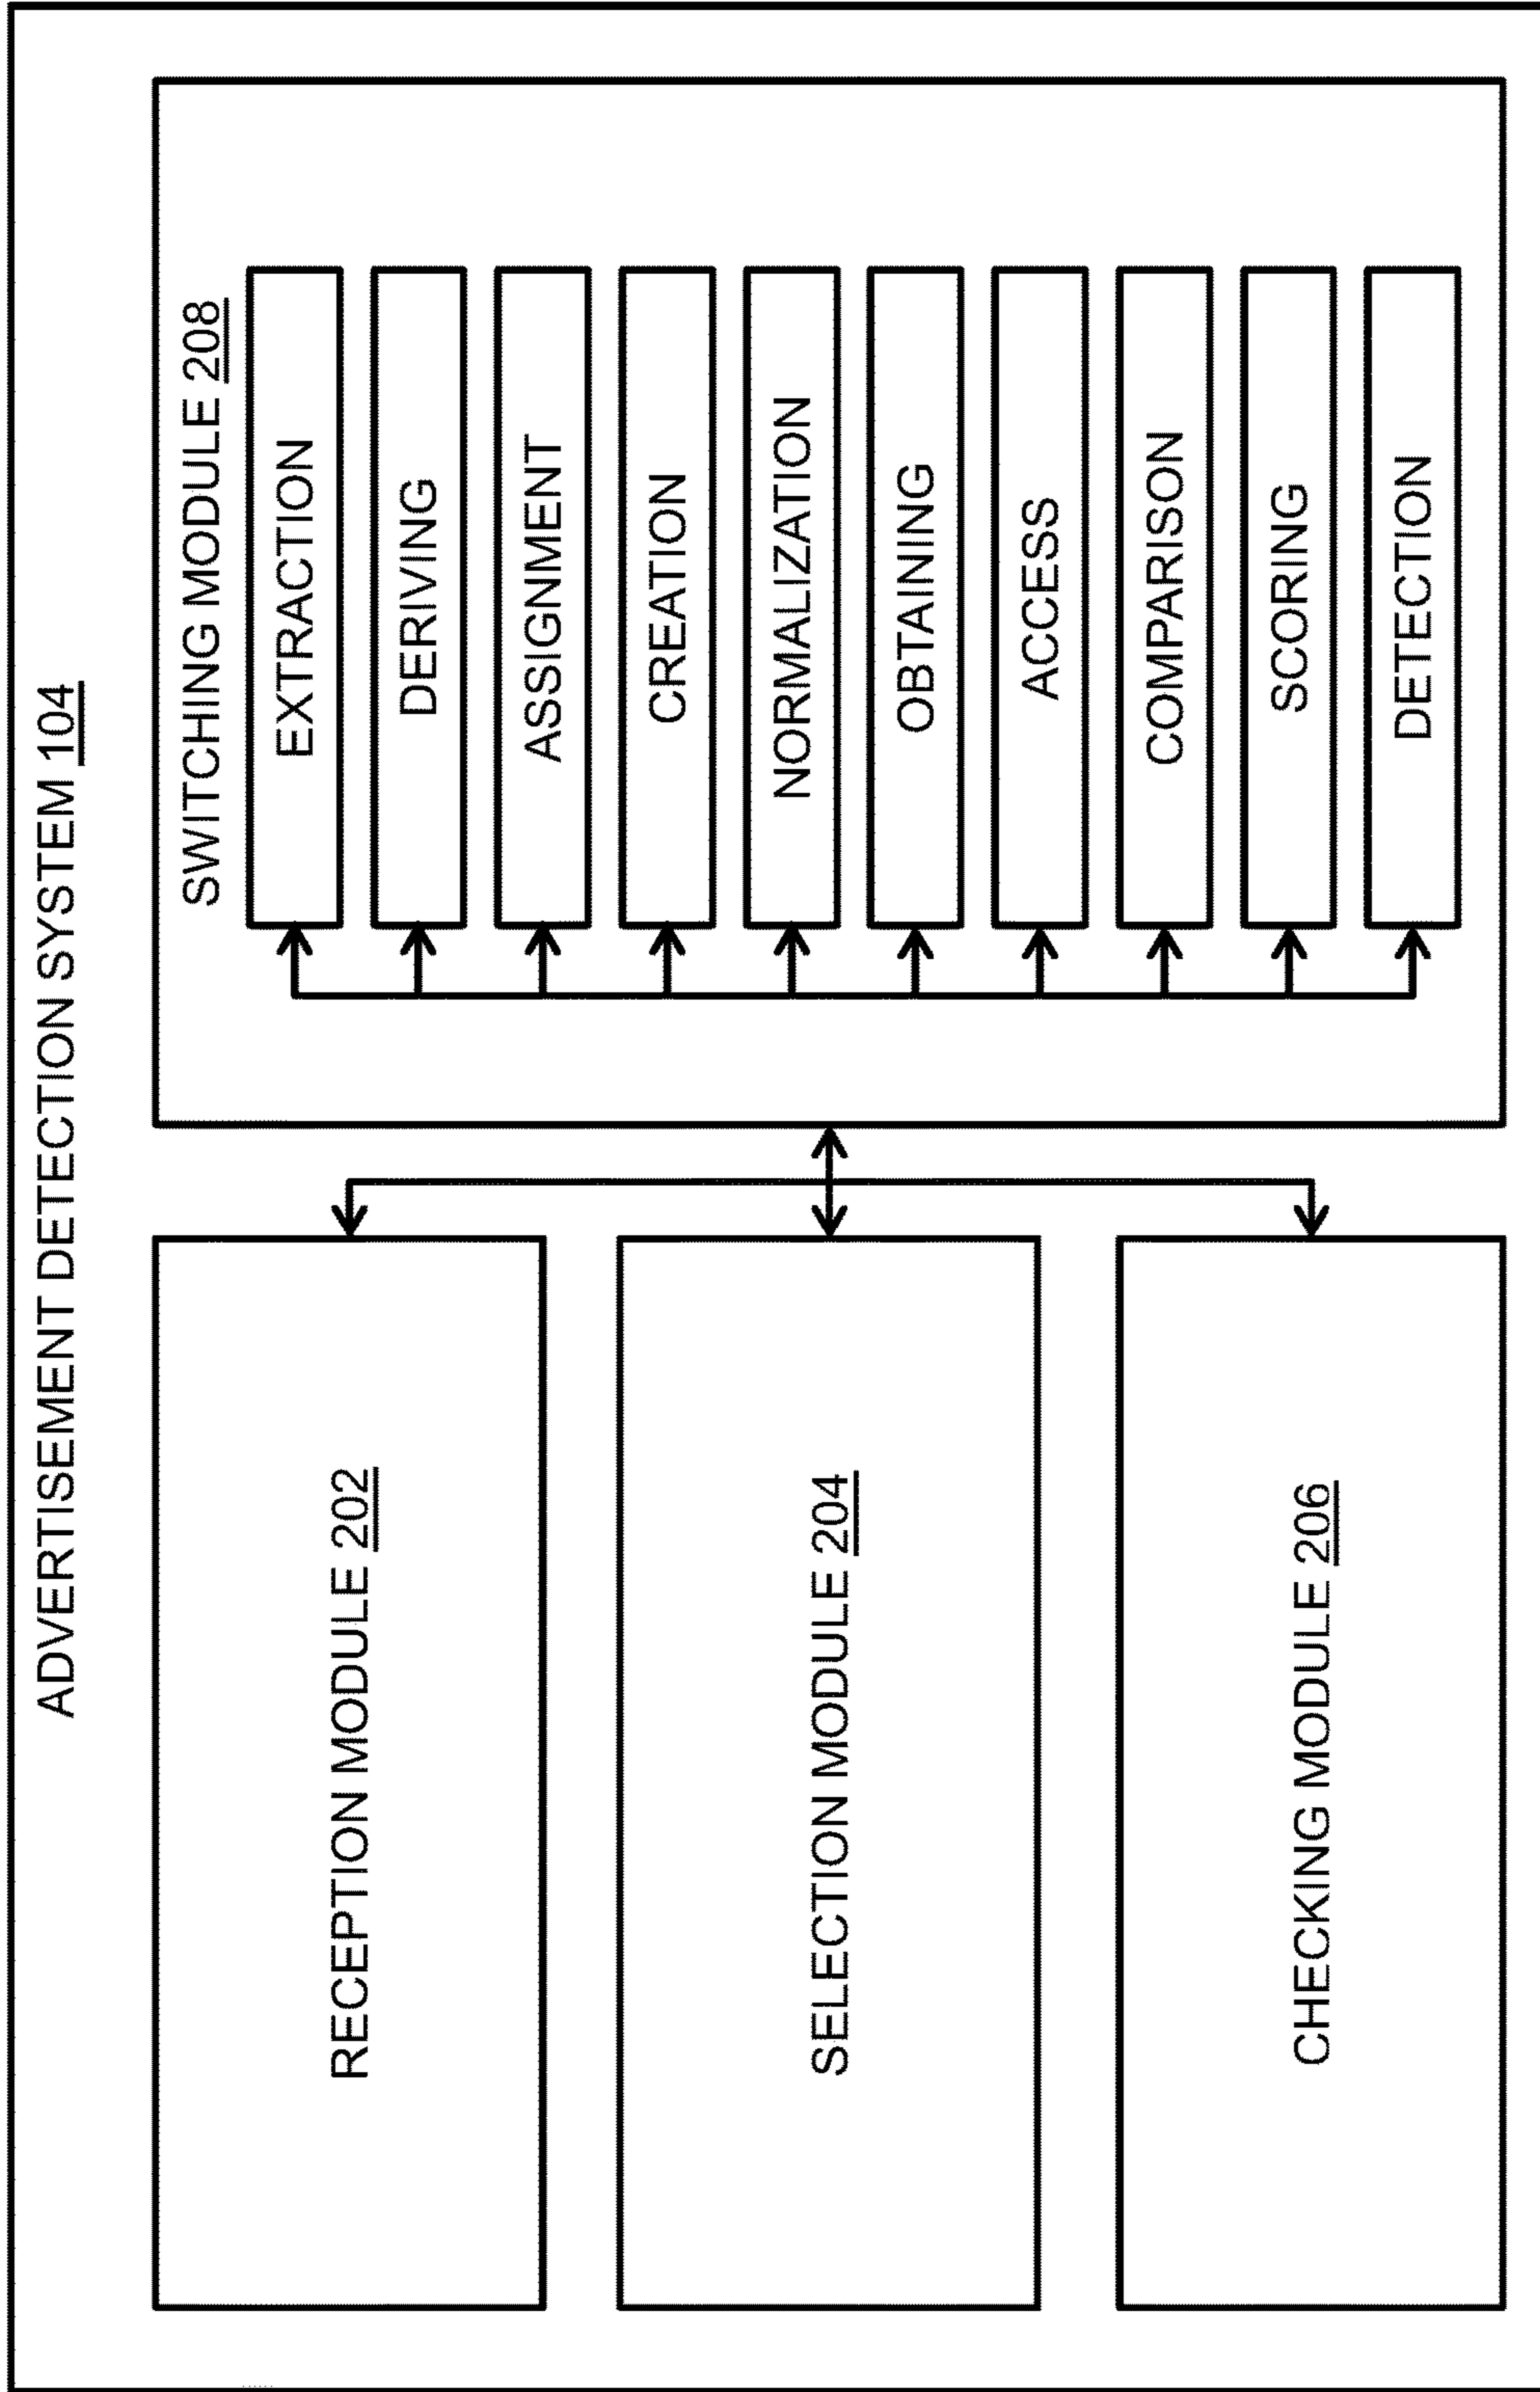 ADVERTISEMENT DETECTION SYSTEM 104
RECEPTION MODULE 202
SELECTION MODULE 204
CHECKING MODULE 206
SWITCHING MODULE 208
EXTRACTION
DERIVING
ASSIGNMENT
CREATION
NORMALIZATION
OBTAINING
ACCESS
COMPARISON
SCORING
DETECTION